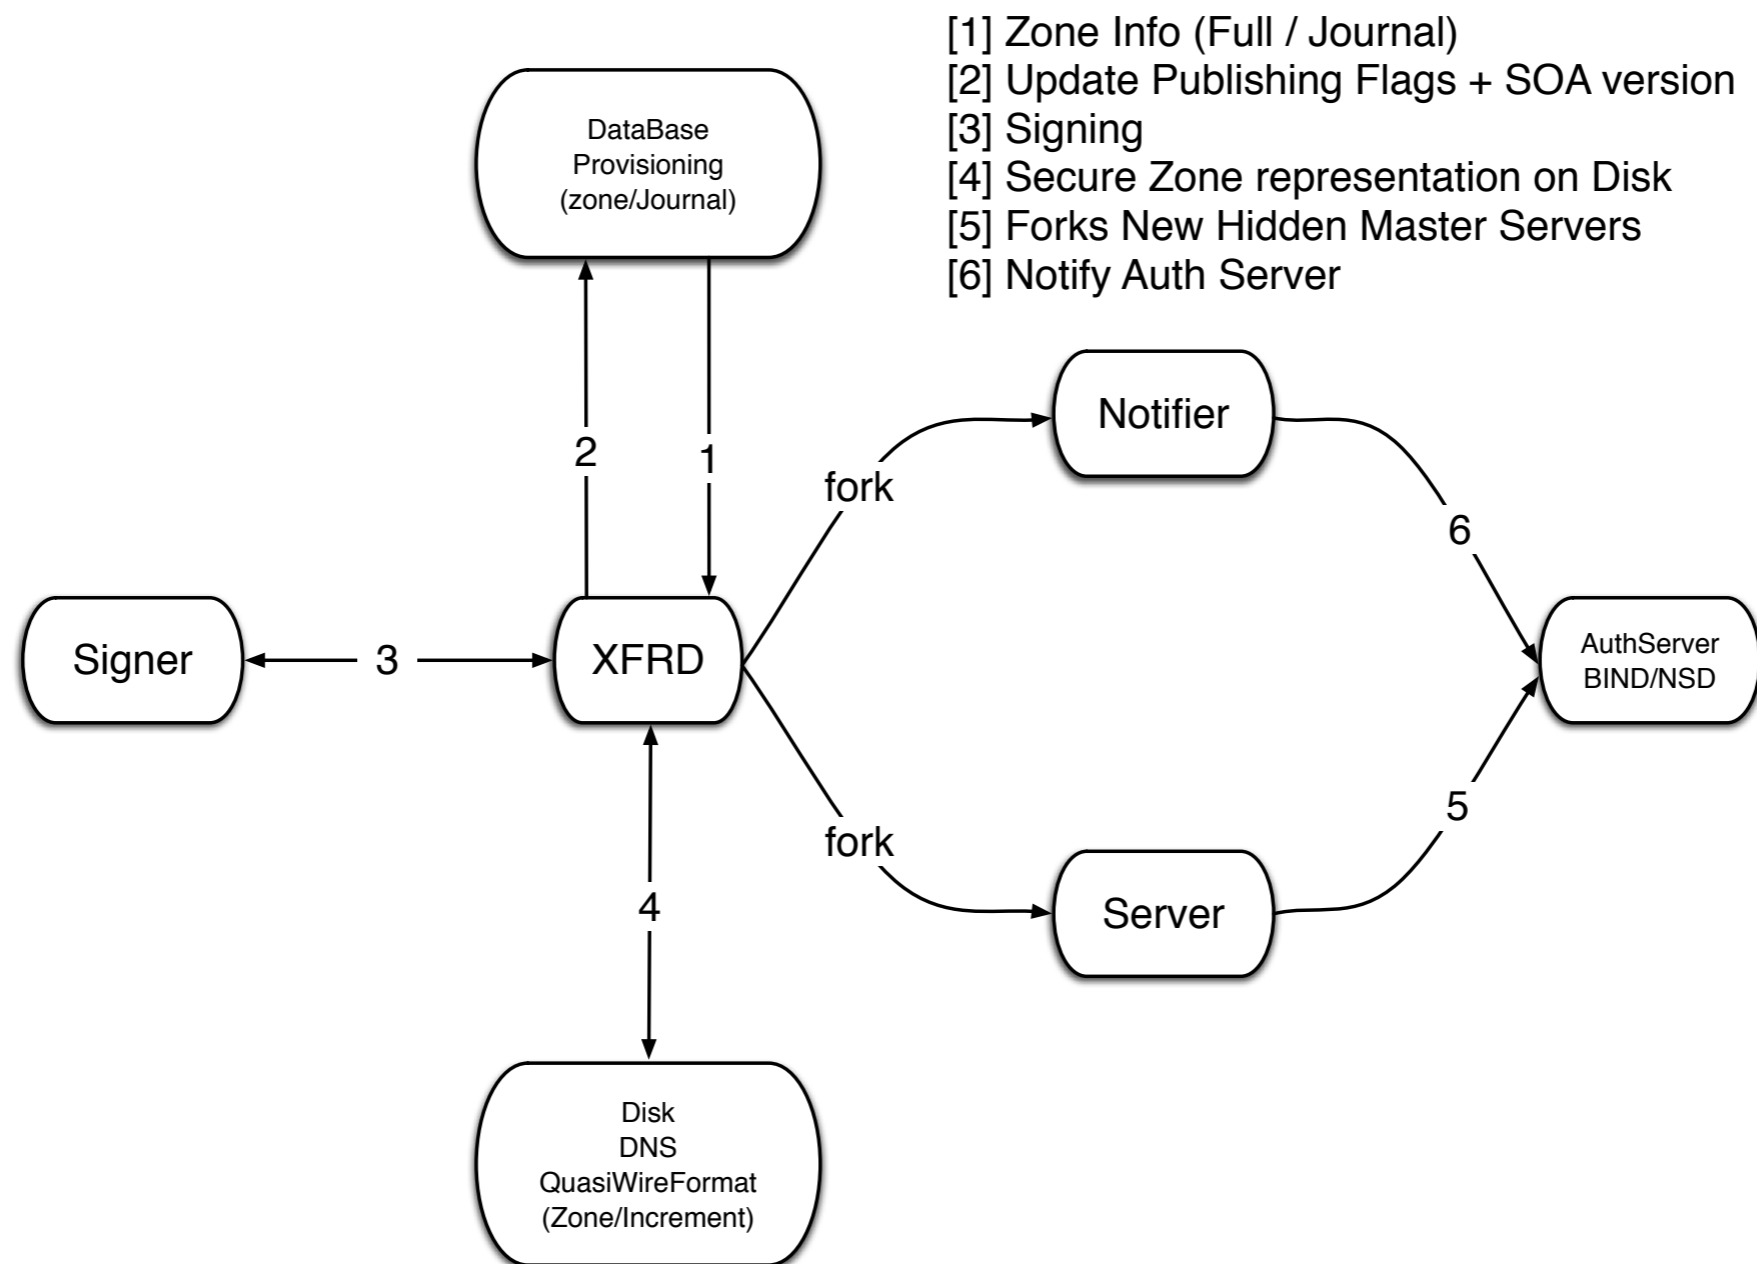 [1] Zone Info (Full / Journal)
[2] Update Publishing Flags + SOA version
[3] Signing
[4] Secure Zone representation on Disk
[5] Forks New Hidden Master Servers
[6] Notify Auth Server
DataBase
Provisioning
(zone/Journal)
2
1
Notifier
fork
6
Signer
3
XFRD
AuthServer
BIND/NSD
fork
5
4
Server
Disk
DNS
QuasiWireFormat
(Zone/Increment)